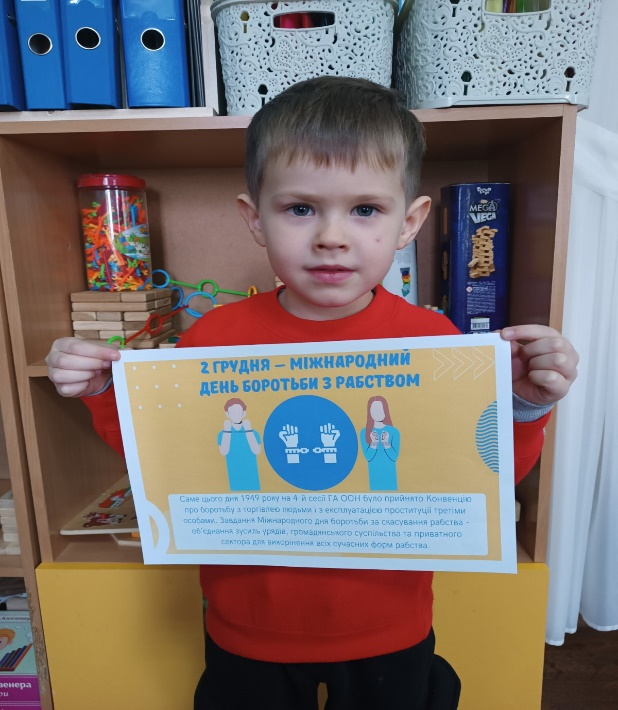 MEGA
VEGA
2 ГРУДНЯ – МІЖНАРОДНИЙ
ДЕНЬ БОРОТЬБИ З РАБСТВОМ
Саме цього дня 1949 року на 4-й сесії ГА ООН було прийнято Конвенцію
про боротьбу з торгівлею людьми і з експлуатацією проституції третіми
особами. Завдання Міжнародного дня боротьби за скасування рабства -
об'єднання зусиль урядів, громадянського суспільства та приватного
сектора для викорінення всіх сучасних форм рабства.